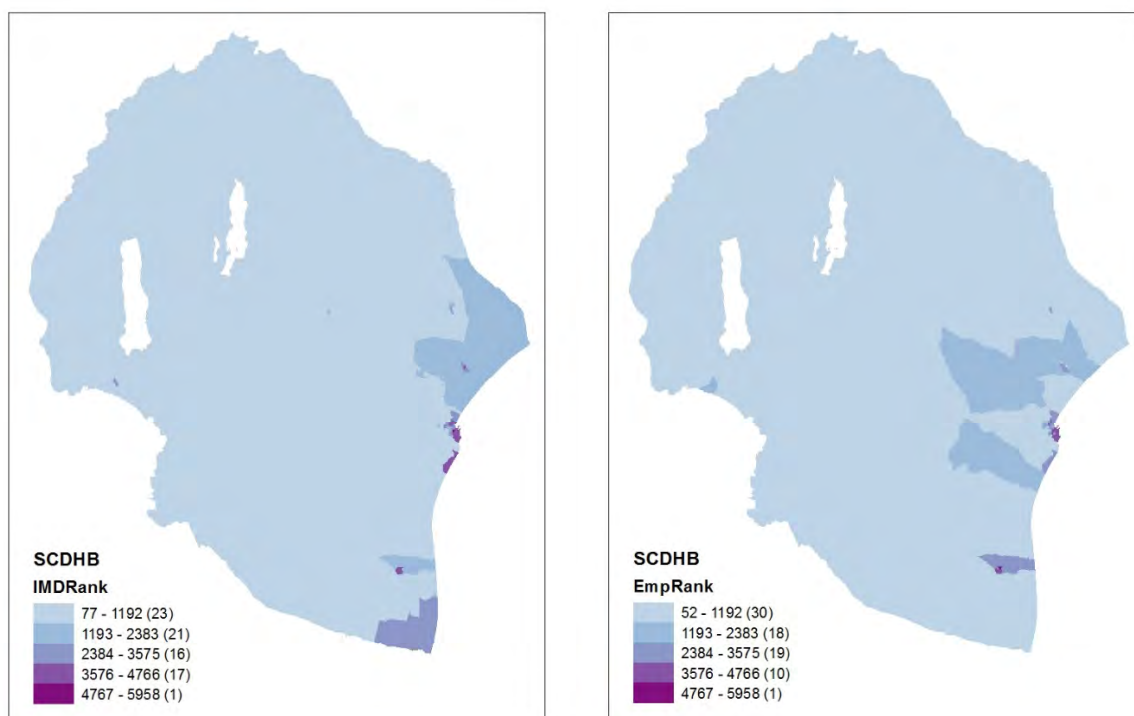 SCDHB
IMDRank
77 - 1192 (23)
1193 - 2383 (21)
2384 - 3575 (16)
3576 - 4766 (17)
4767 - 5958 (1)
SCDHB
EmpRank
52 - 1192 (30)
1193 - 2383 (18)
2384 - 3575 (19)
3576 - 4766 (10)
4767 - 5958 (1)